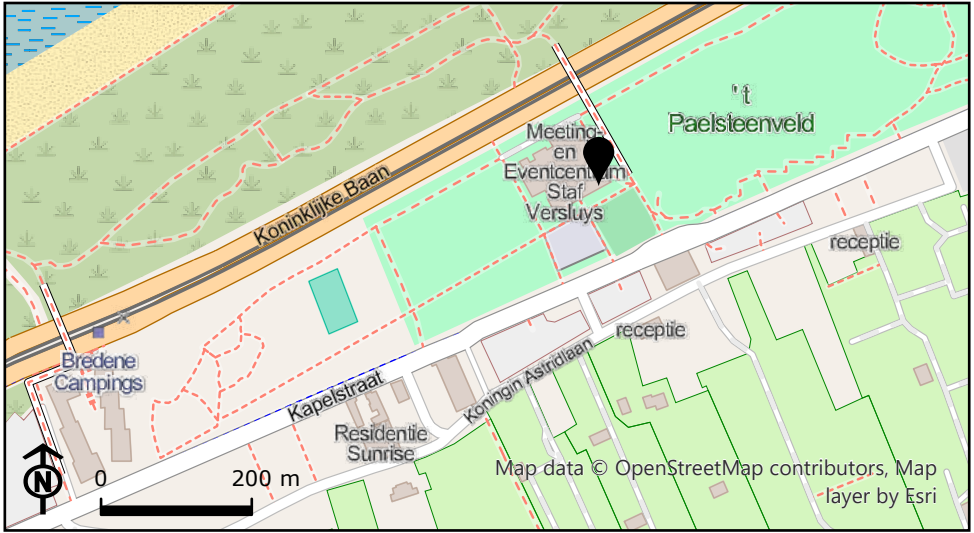 't
Paelsteenveld
Meeting-
en
Eventcentrum
Staf
Versluys
Koninklijke Baan
receptie
receptie
Bredene
Campings
Kapelstraat
Koningin Astridlaan
Residentie
Sunrise
N
0 200 m
Map data © OpenStreetMap contributors, Map
layer by Esri